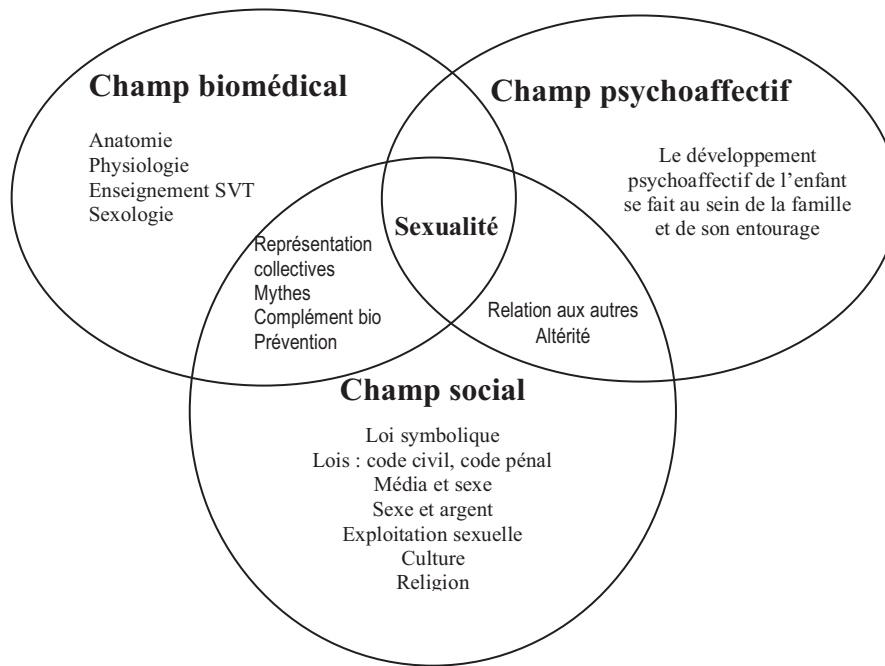 Champ biomédical
Anatomie
Physiologie
Enseignement SVT
Sexologie
Champ psychoaffectif
Le développement
psychoaffectif de l'enfant
se fait au sein de la famille
et de son entourage
Sexualité
Représentation
collectives
Mythes
Complément bio
Prévention
Relation aux autres
Altérité
Champ social
Loi symbolique
Lois : code civil, code pénal
Média et sexe
Sexe et argent
Exploitation sexuelle
Culture
Religion